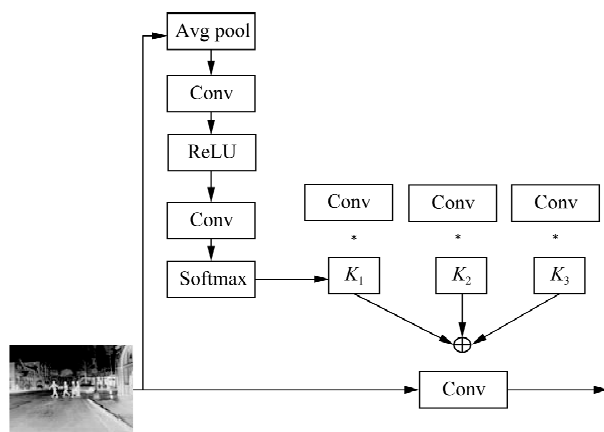 Avg pool
Conv
ReLU
Conv
Softmax
Conv
Conv
Conv
*
*
*
K₁
K₂
K₃
Conv